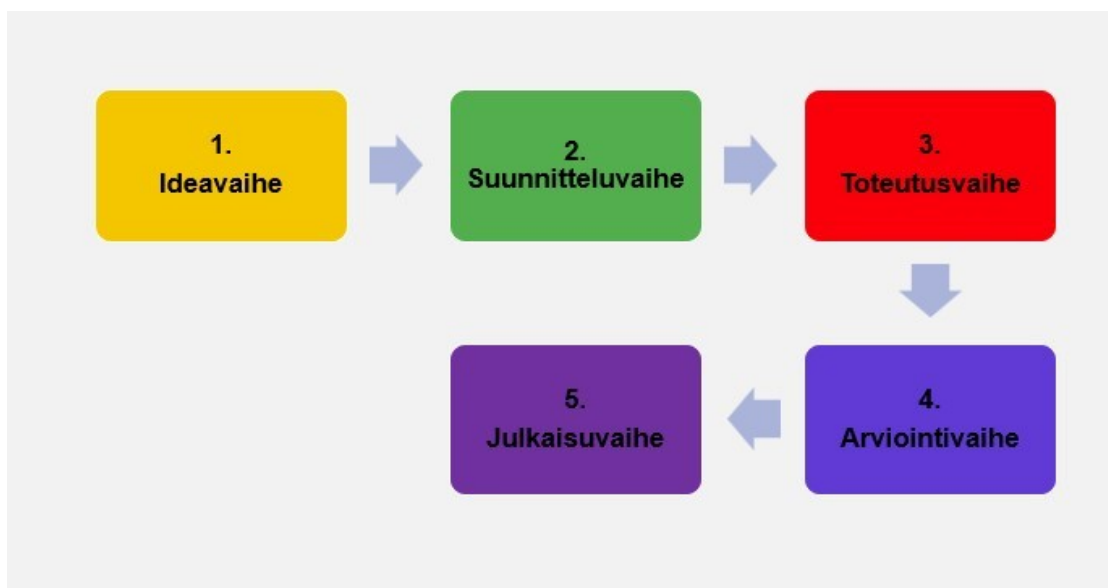 1.
Ideavaihe
2.
Suunnitteluvaihe
3.
Toteutusvaihe
4.
Arviointivaihe
5.
Julkaisuvaihe